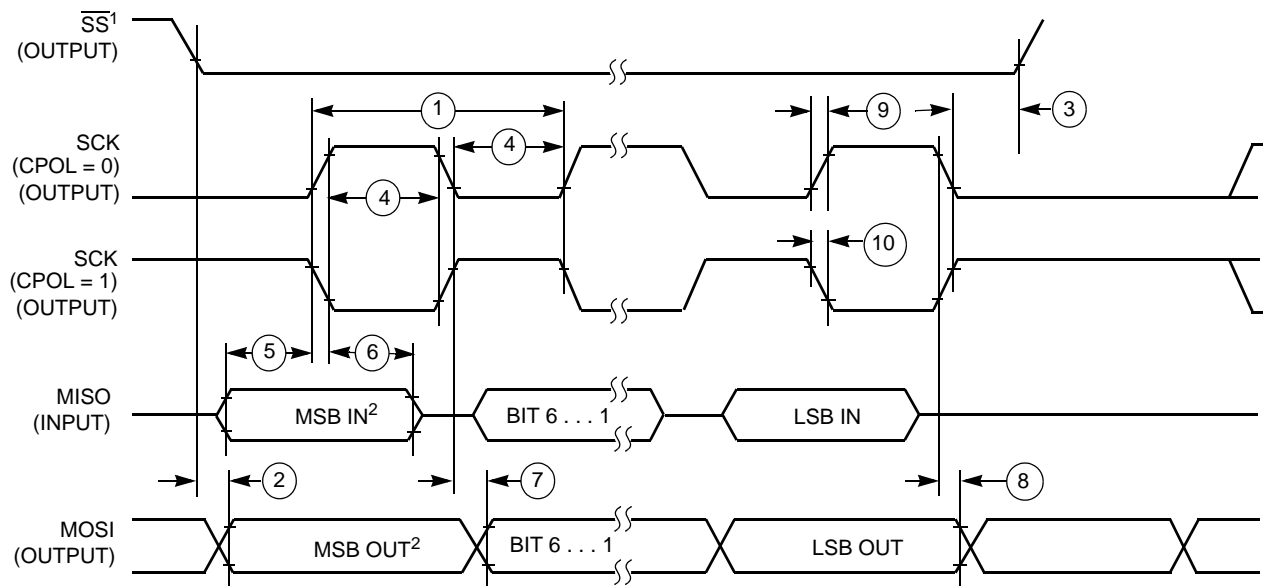 SS¹
(OUTPUT)
1
9
3
SCK
(CPOL = 0)
(OUTPUT)
4
4
SCK
(CPOL = 1)
(OUTPUT)
10
5
6
MISO
(INPUT)
MSB IN²
BIT 6 . . . 1
LSB IN
2
7
8
MOSI
(OUTPUT)
MSB OUT²
BIT 6 . . . 1
LSB OUT